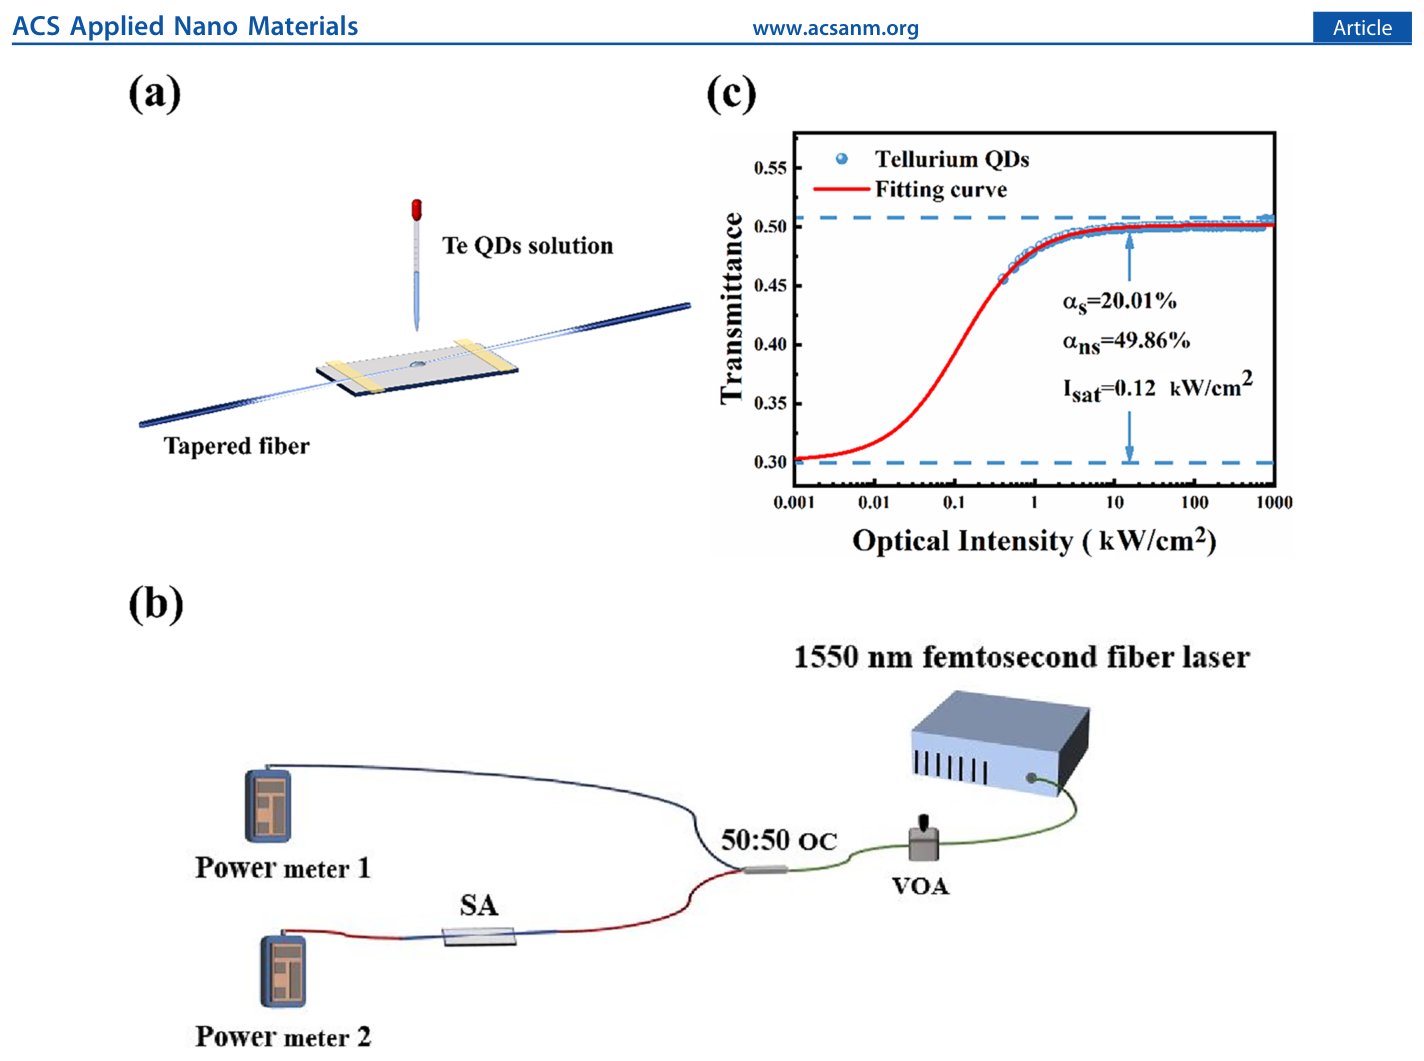 ACS Applied Nano Materials
www.acsanm.org
Article
(a)
Te QDs solution
Tapered fiber
(c)
Tellurium QDs
Fitting curve
Transmittance
0.55
0.50
0.45
0.40
0.35
0.30
αs=20.01%
αns=49.86%
Isat=0.12 kW/cm2
0.001
0.01
0.1
1
10
100
1000
Optical Intensity ( kW/cm2)
(b)
1550 nm femtosecond fiber laser
50:50 OC
VOA
Power meter 1
SA
Power meter 2